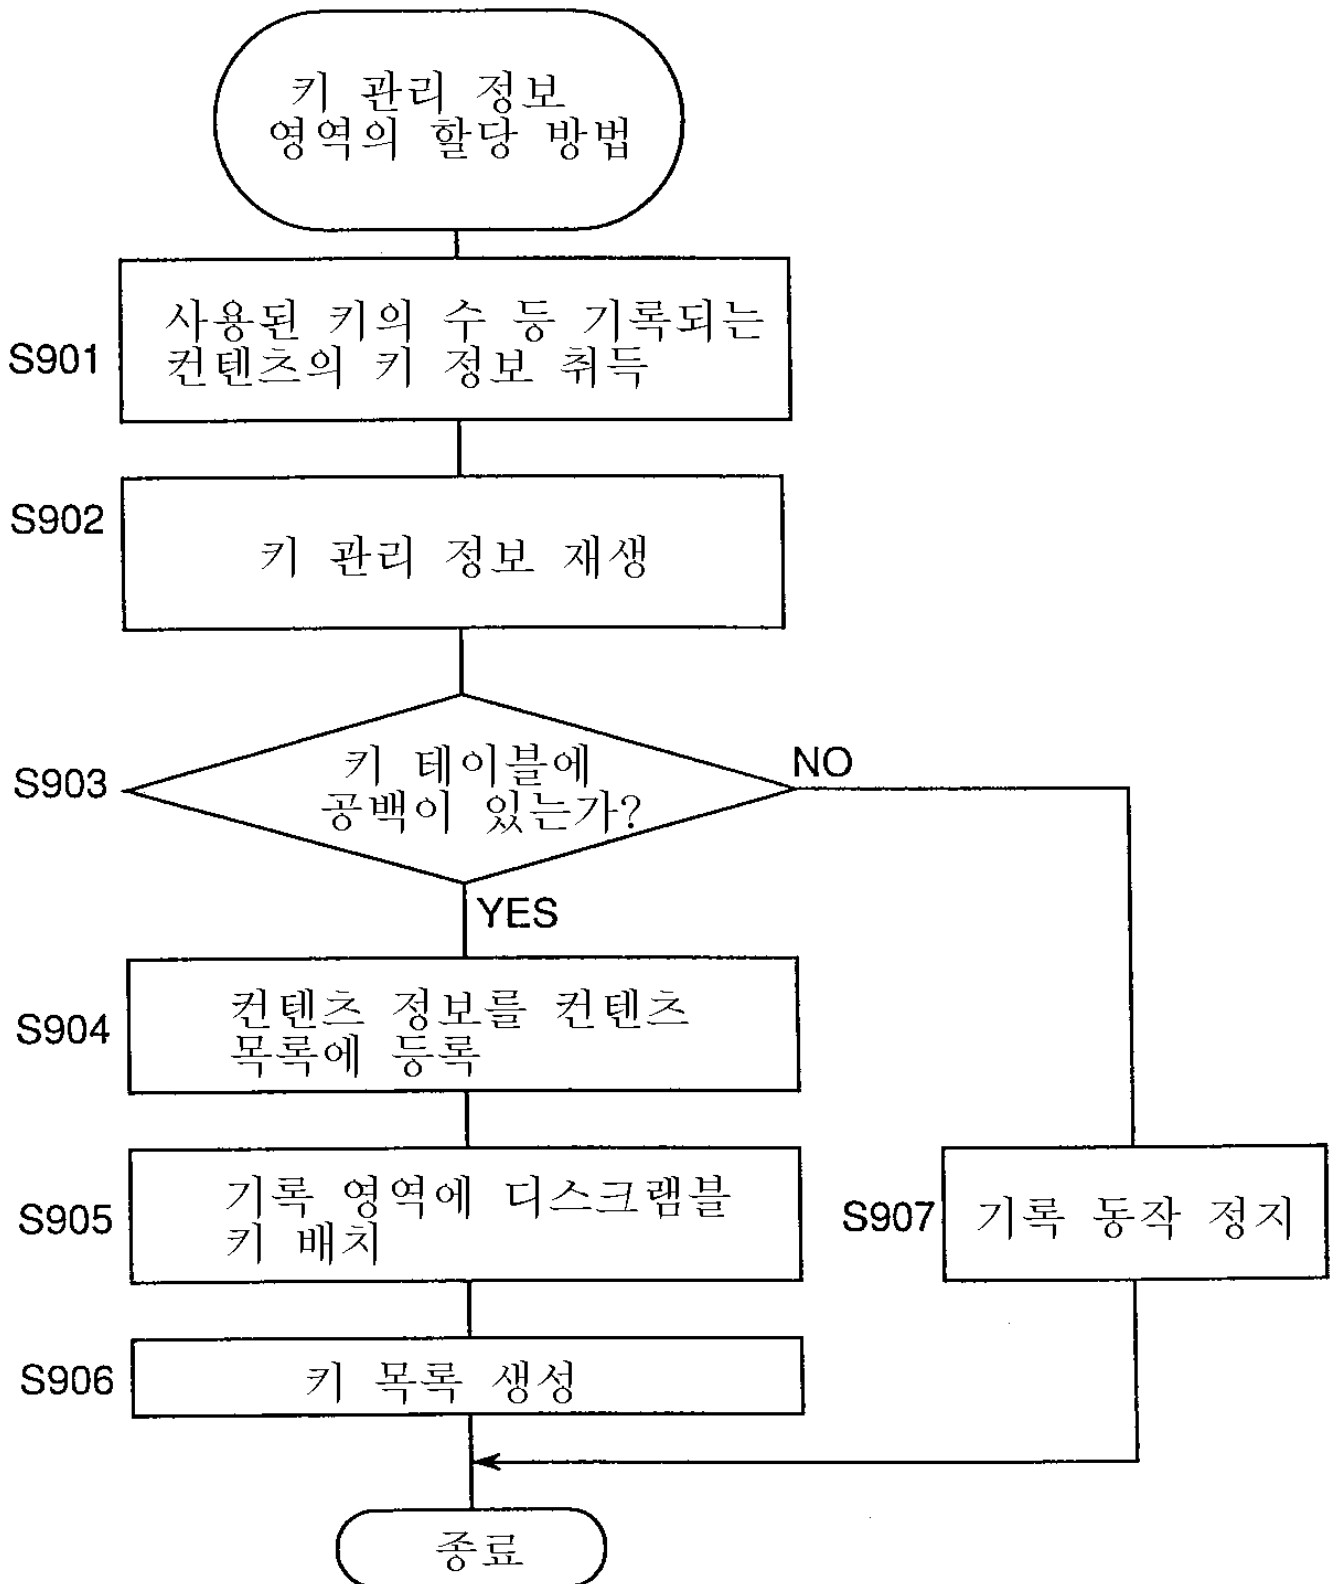 키 관리 정보
영역의 할당 방법
S901
사용된 키의 수 등 기록되는
컨텐츠의 키 정보 취득
S902
키 관리 정보 재생
S903
키 테이블에
공백이 있는가?
NO
YES
S904
컨텐츠 정보를 컨텐츠
목록에 등록
S905
기록 영역에 디스크램블
키 배치
S907
기록 동작 정지
S906
키 목록 생성
종료